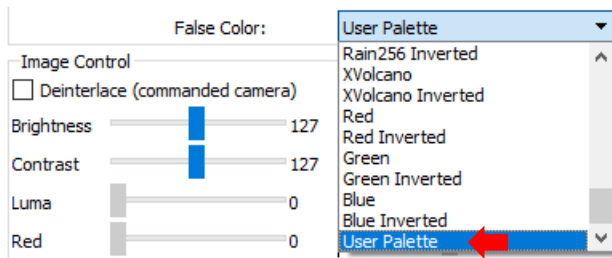 False Color: User Palette
Image Control
Deinterlace (commanded camera)
Brightness 127
Contrast 127
Luma 0
Red 0
Rain256 Inverted
XVolcano
XVolcano Inverted
Red
Red Inverted
Green
Green Inverted
Blue
Blue Inverted
User Palette